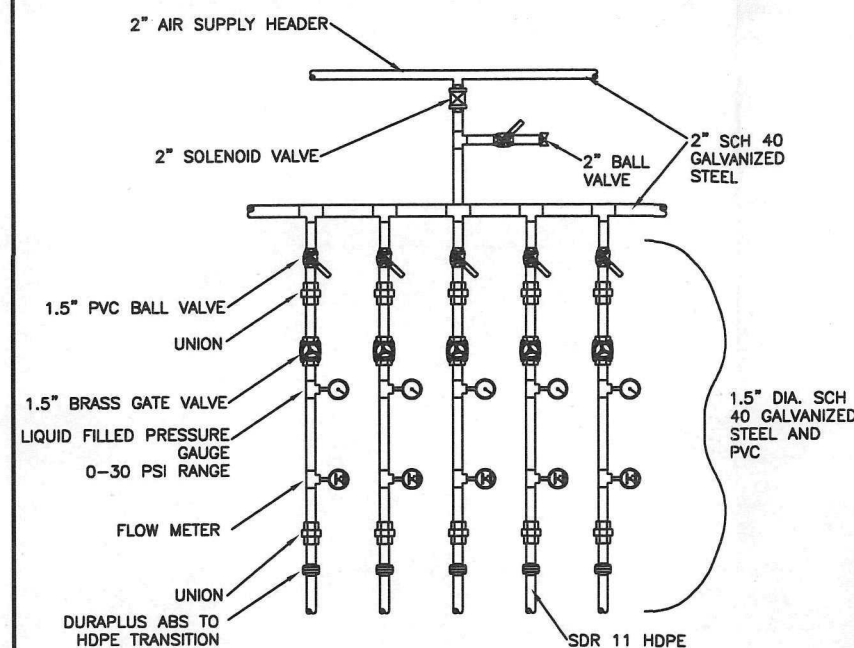 2" AIR SUPPLY HEADER
2" SOLENOID VALVE
2" BALL
VALVE
2" SCH 40
GALVANIZED
STEEL
1.5" PVC BALL VALVE
UNION
1.5" BRASS GATE VALVE
LIQUID FILLED PRESSURE
GAUGE
0-30 PSI RANGE
FLOW METER
UNION
DURAPLUS ABS TO
HDPE TRANSITION
1.5" DIA. SCH
40 GALVANIZED
STEEL AND
PVC
SDR 11 HDPE